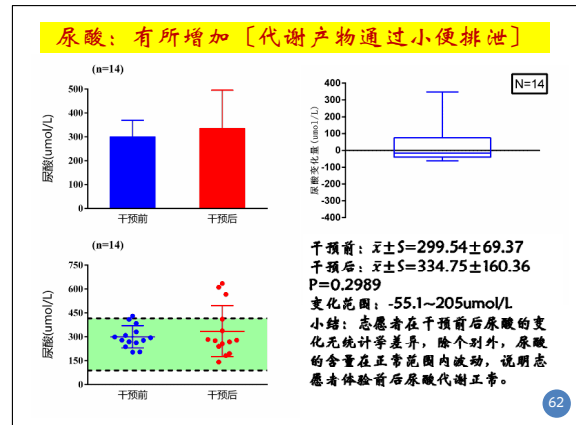 尿酸：有所增加〔代谢产物通过小便排泄〕
(n=14)
尿酸(umol/L)
500
400
300
200
100
0
干预前
干预后
N=14
尿酸变化量(umol/L)
400
300
200
100
0
-100
-200
-300
-400
(n=14)
尿酸(umol/L)
750
600
450
300
150
0
干预前
干预后
干预前：x̄±S=299.54±69.37
干预后：x̄±S=334.75±160.36
P=0.2989
变化范围：-55.1~205umol/L
小结：志愿者在干预前后尿酸的变
化无统计学差异，除个别外，尿酸
的含量在正常范围内波动，说明志
愿者体验前后尿酸代谢正常。
62